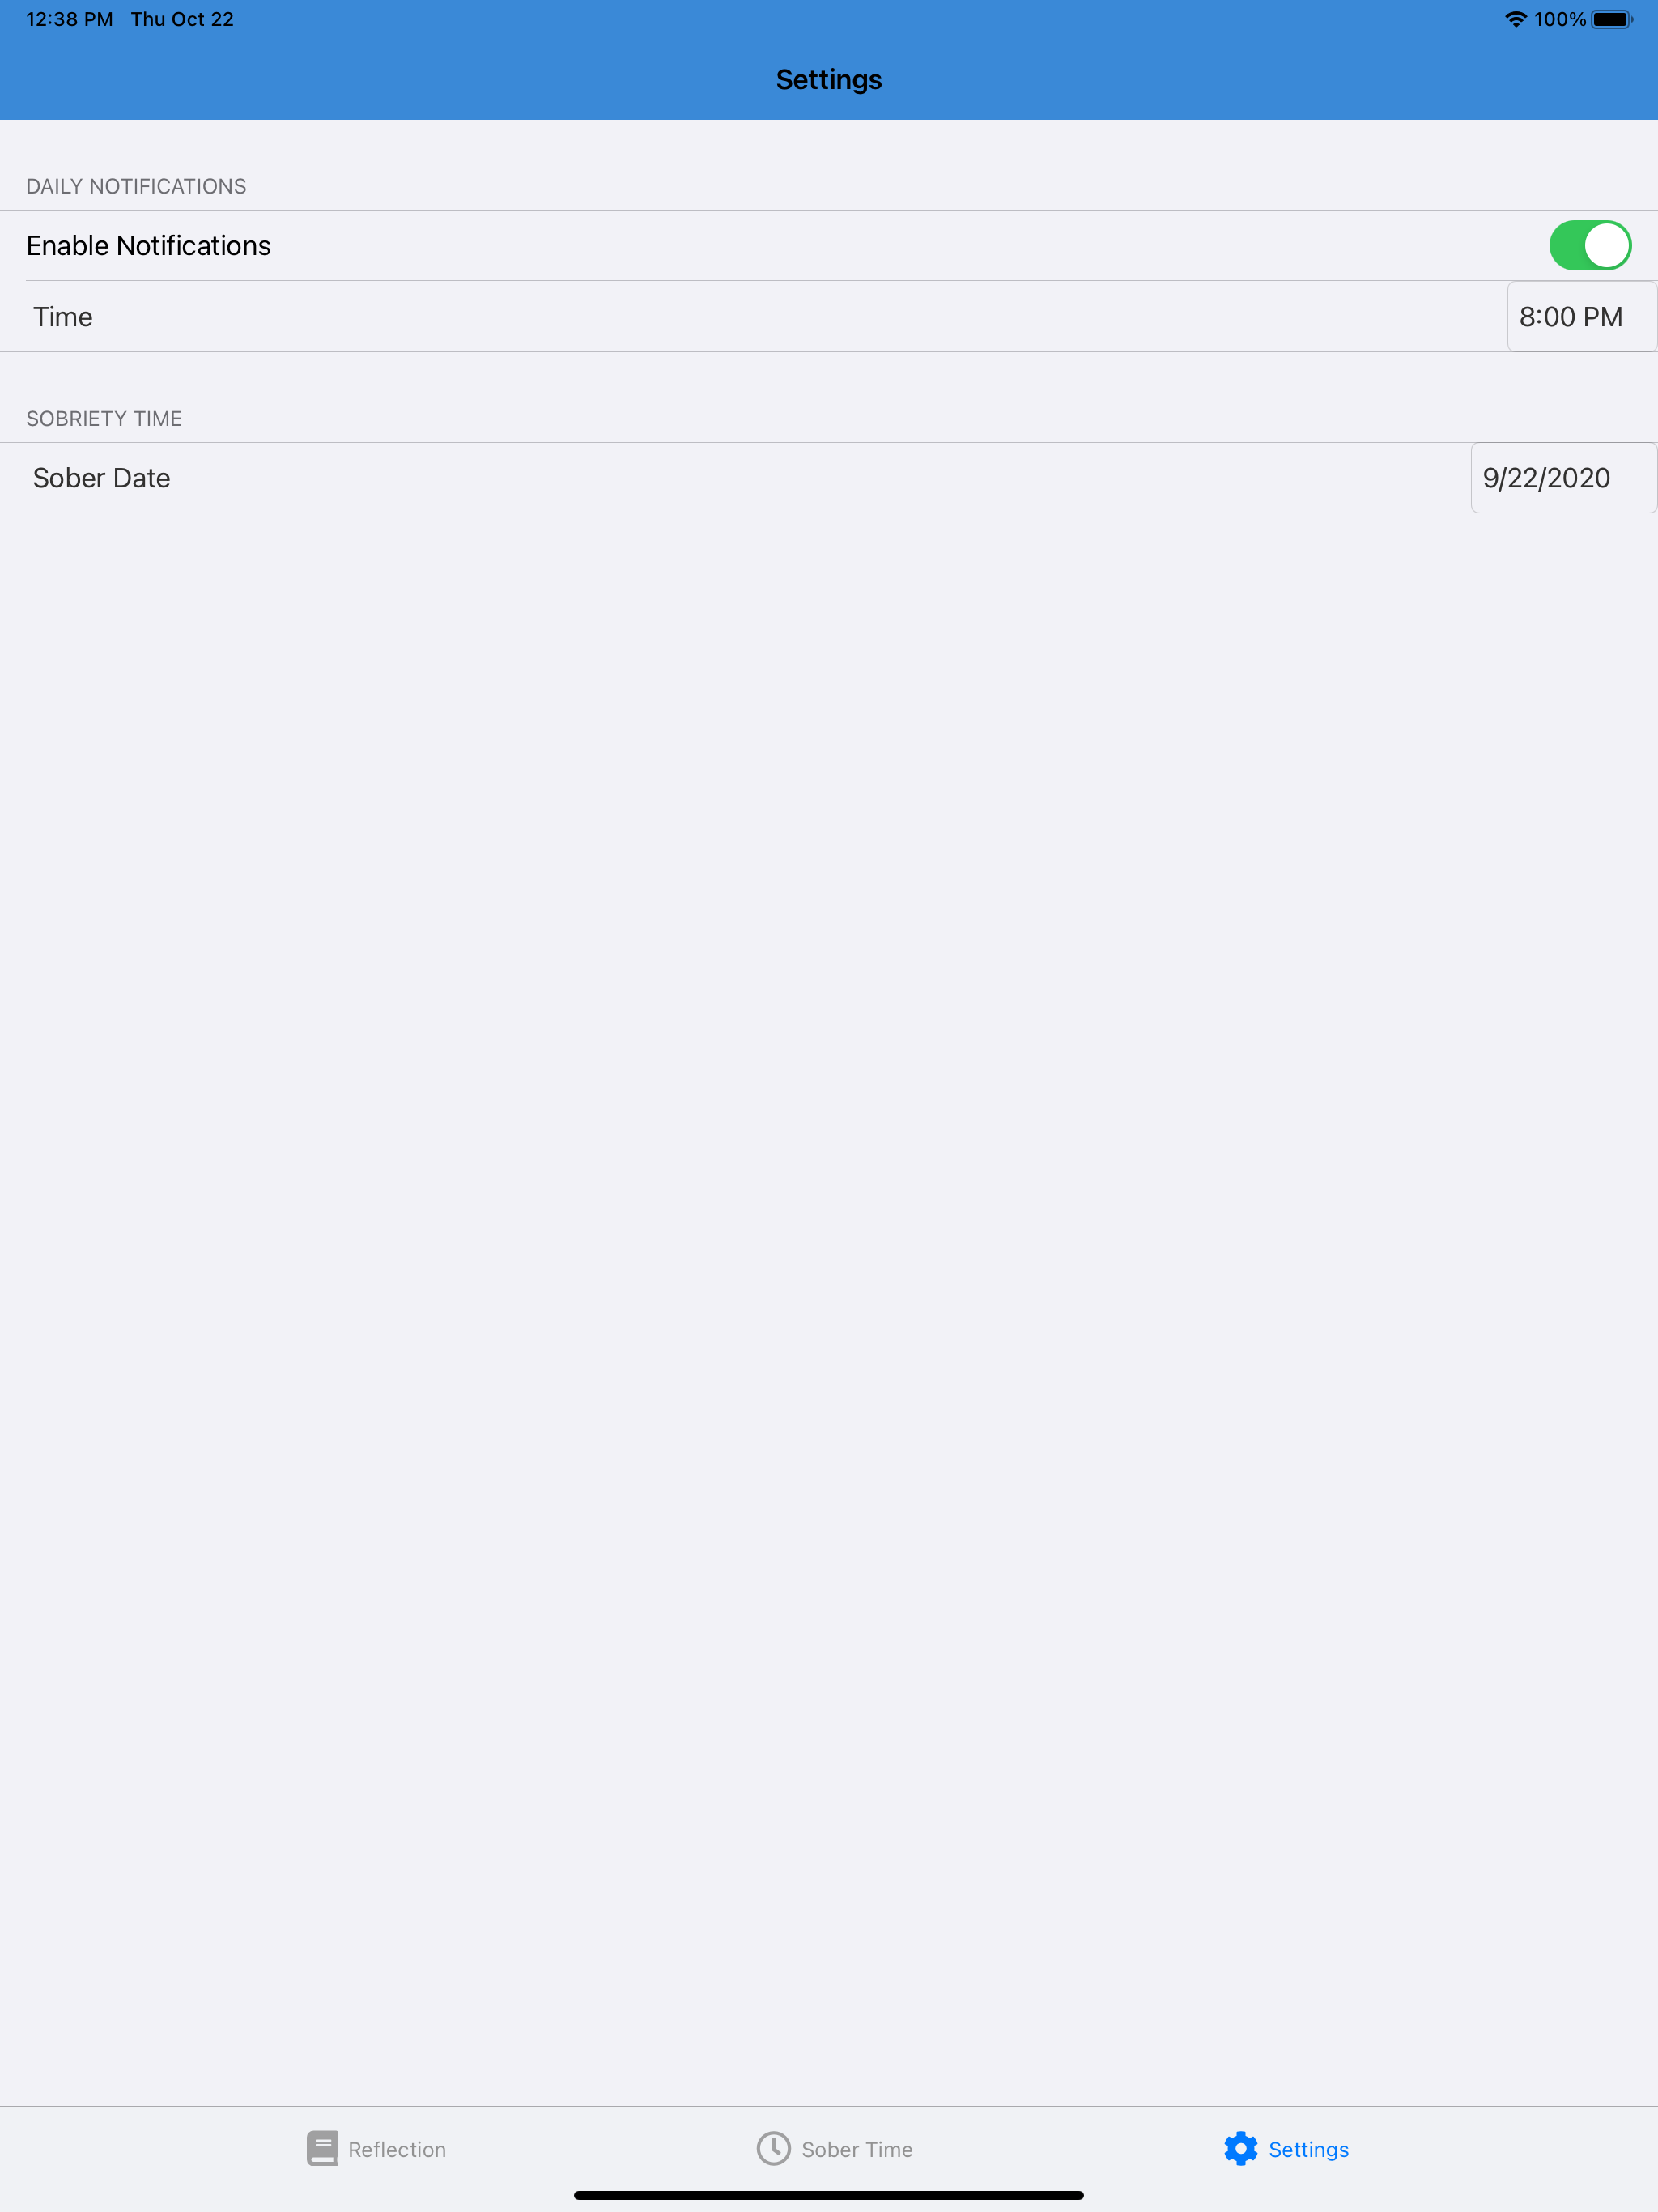 12:38 PM Thu Oct 22 100%
Settings
DAILY NOTIFICATIONS
Enable Notifications
Time 8:00 PM
SOBRIETY TIME
Sober Date 9/22/2020
Reflection Sober Time Settings